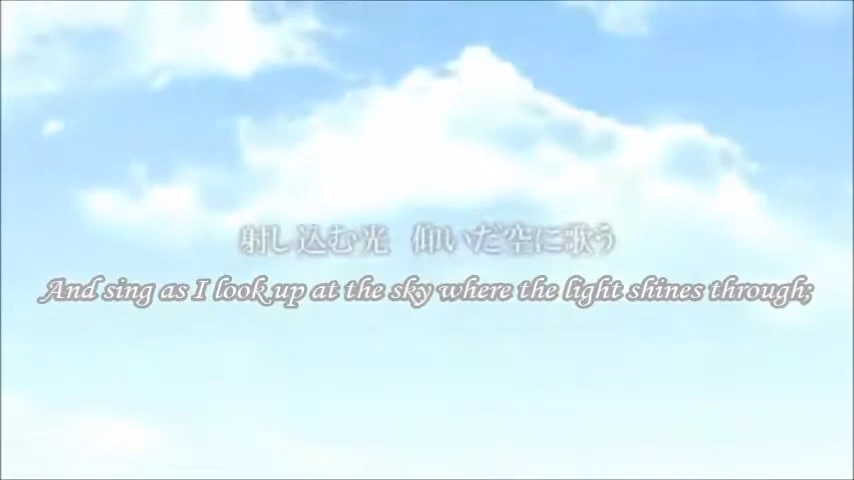 射し込む光　仰いだ空に歌う
And sing as I look up at the sky where the light shines through;